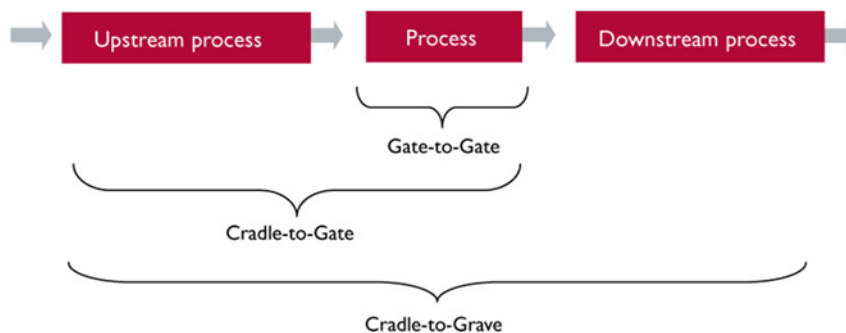 Upstream process
Process
Downstream process
Gate-to-Gate
Cradle-to-Gate
Cradle-to-Grave